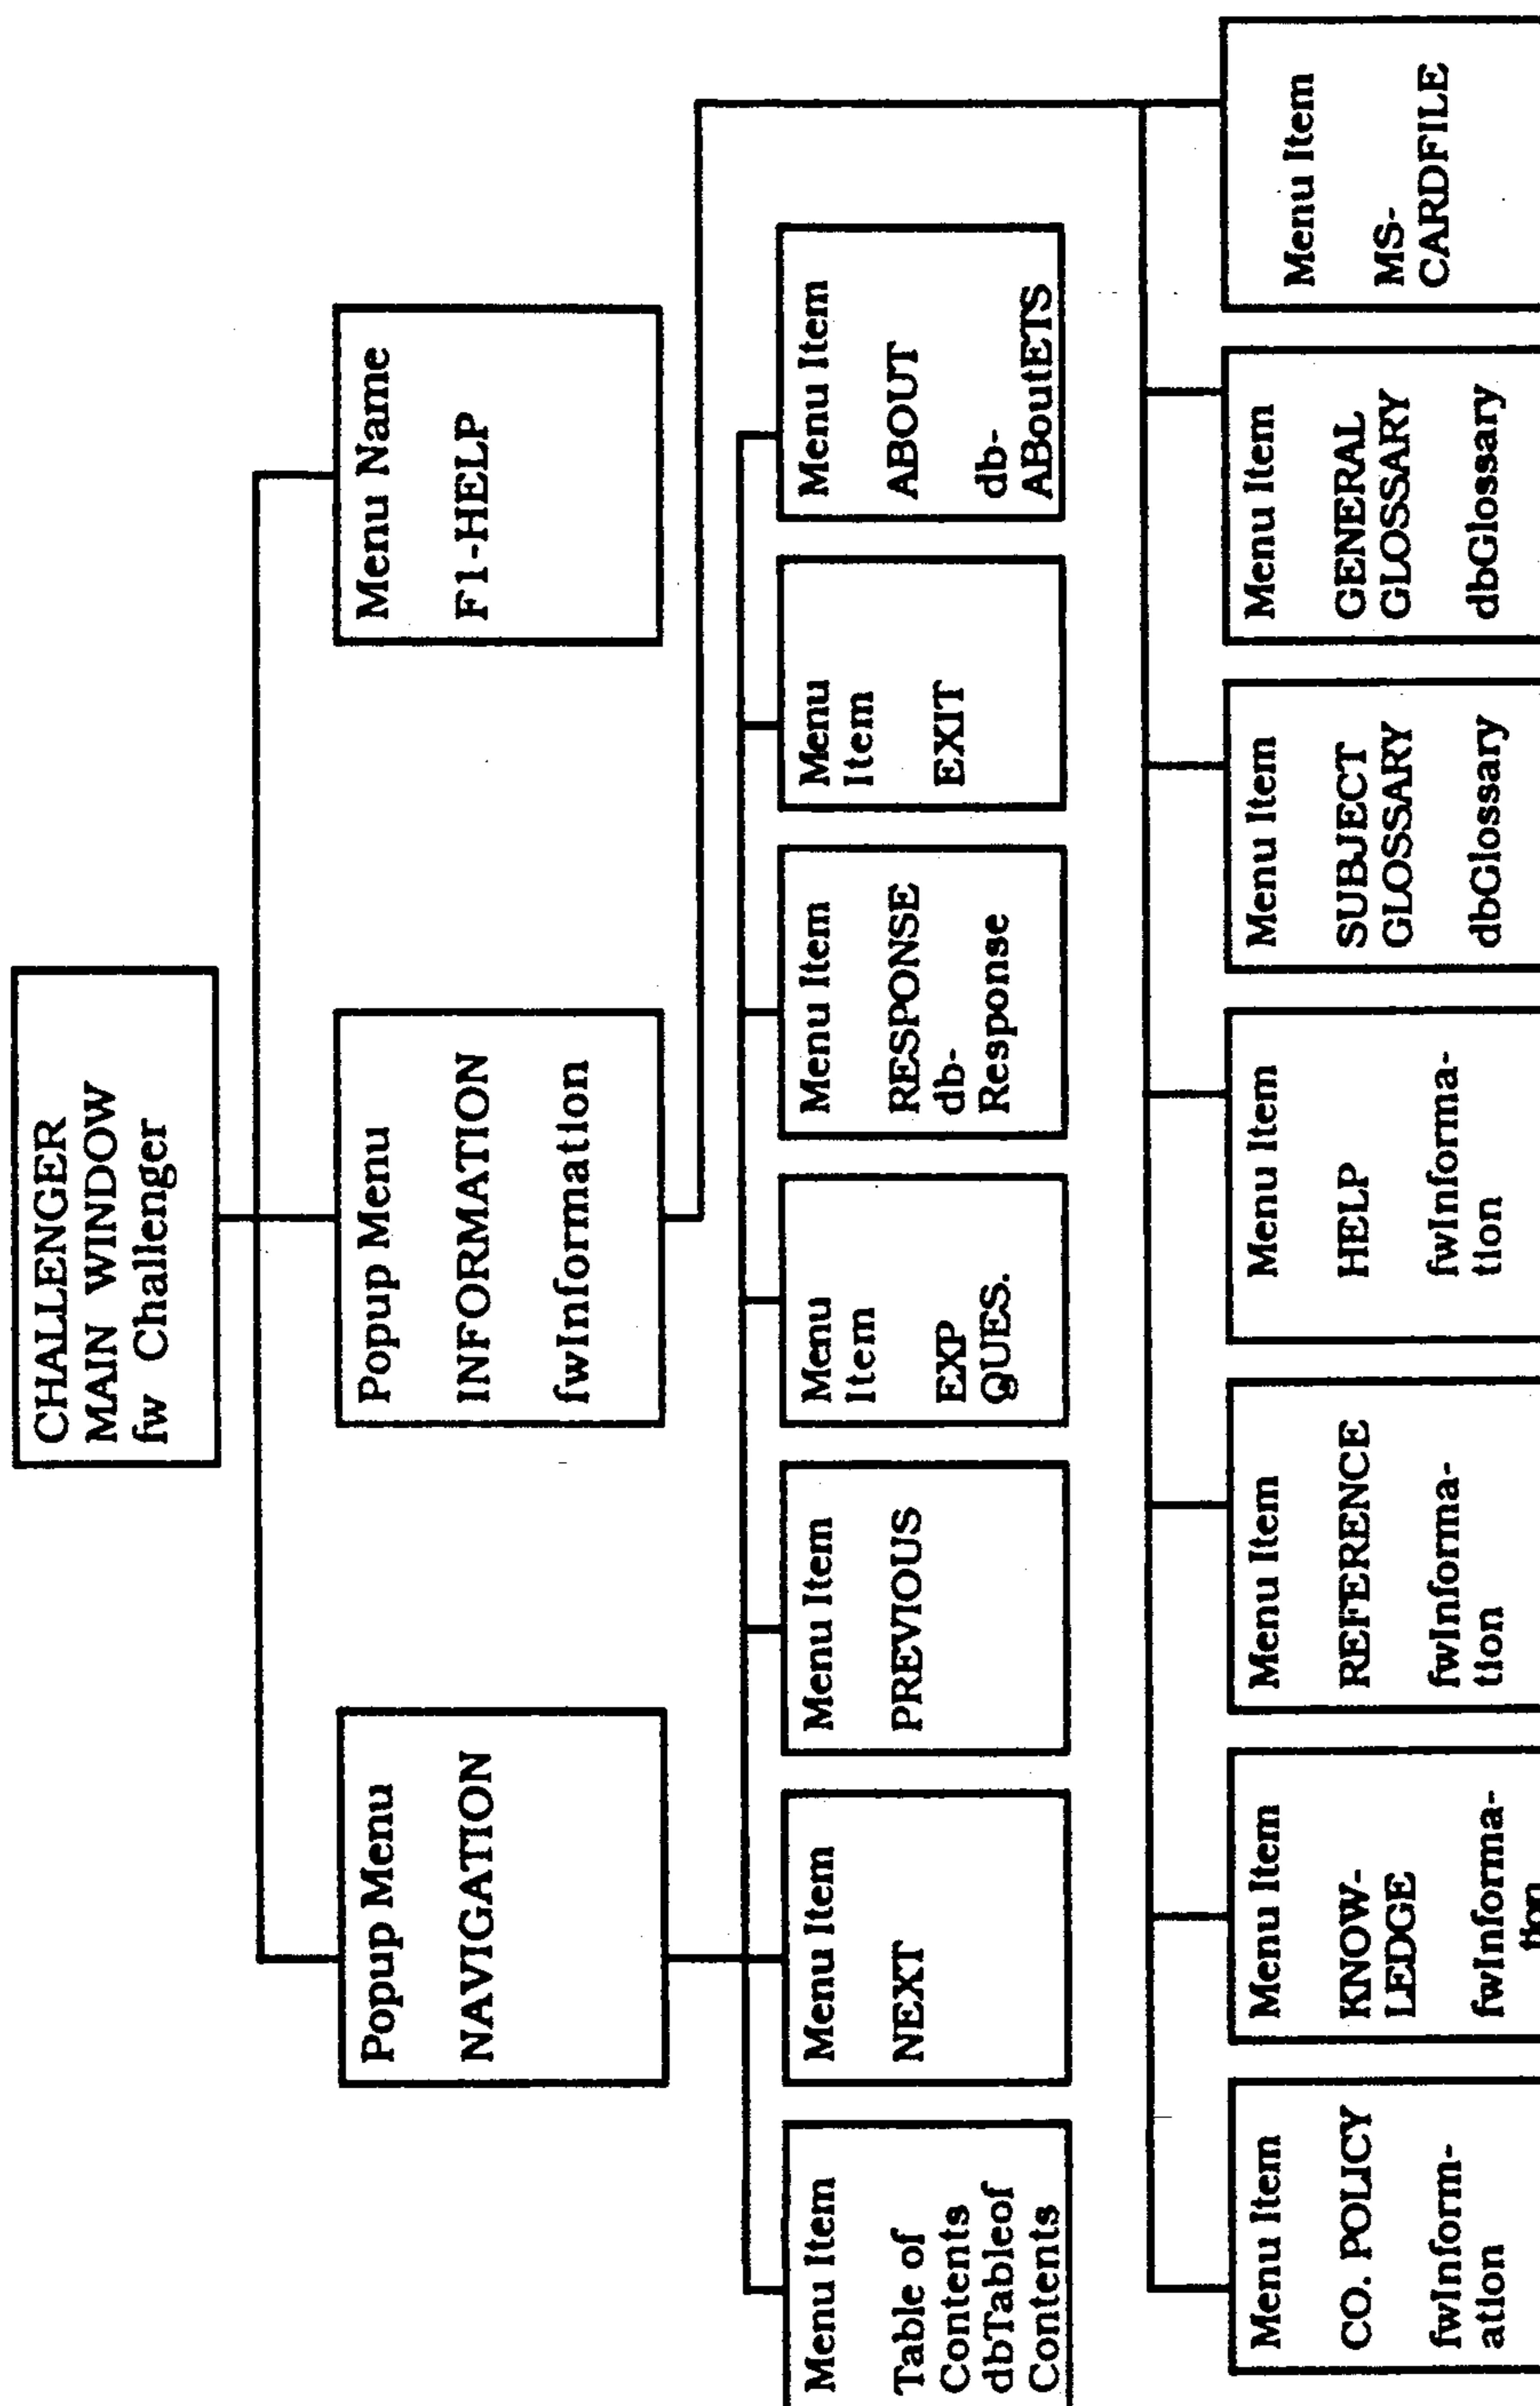 CHALLENGER
MAIN WINDOW
fw Challenger
Popup Menu
NAVIGATION
Popup Menu
INFORMATION
fwInformation
Menu Name
F1-HELP
Menu Item
Table of
Contents
dbTableof
Contents
Menu Item
NEXT
Menu Item
PREVIOUS
Menu
Item
EXP
QUES.
Menu Item
RESPONSE
db-
Response
Menu
Item
EXIT
Menu Item
ABOUT
db-
ABoutETS
Menu Item
CO. POLICY
fwInform-
ation
Menu Item
KNOW-
LEDGE
fwInforma-
tion
Menu Item
REFERENCE
fwInforma-
tion
Menu Item
HELP
fwInforma-
tion
Menu Item
SUBJECT
GLOSSARY
dbGlossary
Menu Item
GENERAL
GLOSSARY
dbGlossary
Menu Item
MS-
CARDFILE